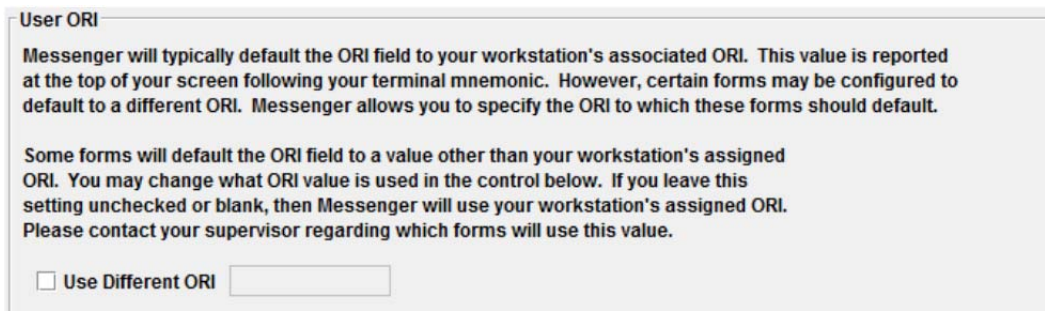 User ORI
Messenger will typically default the ORI field to your workstation's associated ORI.  This value is reported
at the top of your screen following your terminal mnemonic.  However, certain forms may be configured to
default to a different ORI.  Messenger allows you to specify the ORI to which these forms should default.
Some forms will default the ORI field to a value other than your workstation's assigned
ORI.  You may change what ORI value is used in the control below.  If you leave this
setting unchecked or blank, then Messenger will use your workstation's assigned ORI.
Please contact your supervisor regarding which forms will use this value.
Use Different ORI